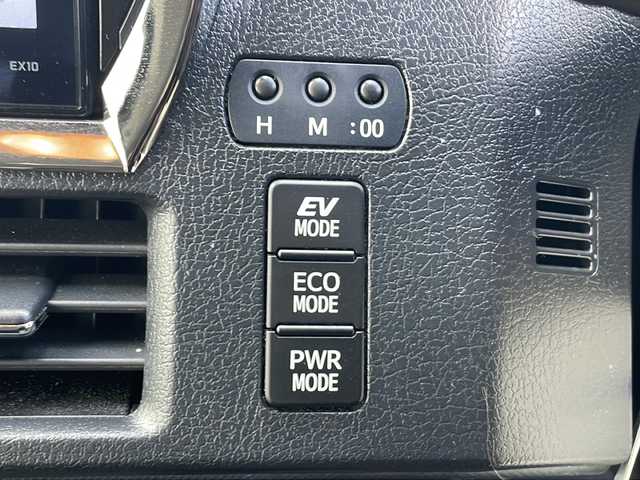 EX10
H M :00
EV
MODE
ECO
MODE
PWR
MODE